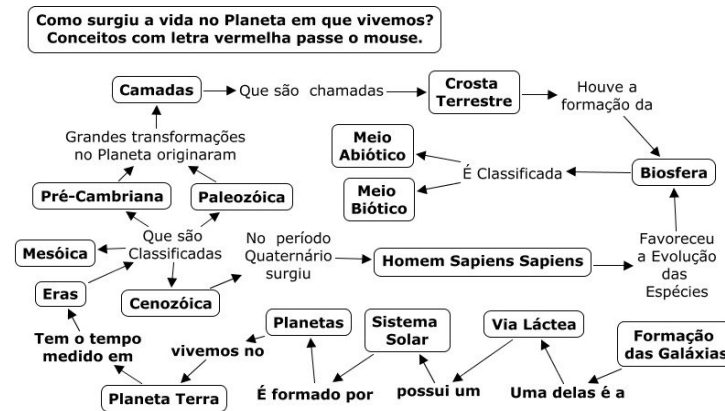 Como surgiu a vida no Planeta em que vivemos?
Conceitos com letra vermelha passe o mouse.
Camadas
Que são chamadas
Crosta
Terrestre
Houve a
formação da
Grandes transformações
no Planeta originaram
Meio
Abiótico
É Classificada
Biosfera
Meio
Biótico
Pré-Cambriana
Paleozóica
Que são
Classificadas
Mesóica
No período
Quaternário
surgiu
Homem Sapiens Sapiens
Favoreceu
a Evolução
das
Espécies
Eras
Cenozóica
Tem o tempo
medido em
vivemos no
Planetas
Sistema
Solar
Via Láctea
Formação
das Galáxias
Planeta Terra
É formado por
possui um
Uma delas é a